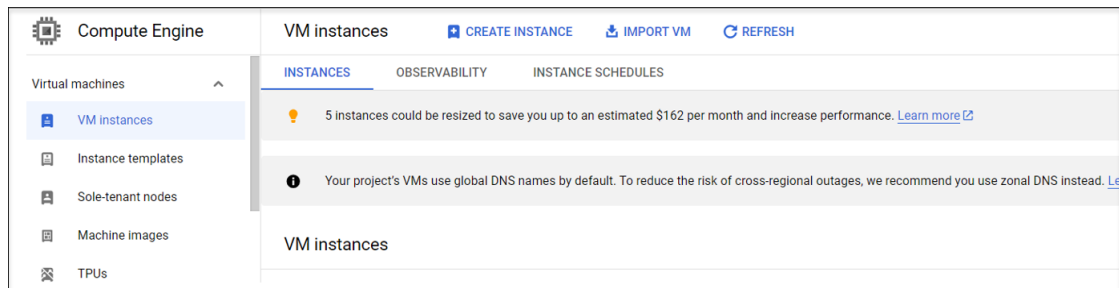 Compute Engine
VM instances
CREATE INSTANCE
IMPORT VM
REFRESH
Virtual machines
VM instances
Instance templates
Sole-tenant nodes
Machine images
TPUs
INSTANCES
OBSERVABILITY
INSTANCE SCHEDULES
5 instances could be resized to save you up to an estimated $162 per month and increase performance. Learn more
Your project's VMs use global DNS names by default. To reduce the risk of cross-regional outages, we recommend you use zonal DNS instead.
VM instances